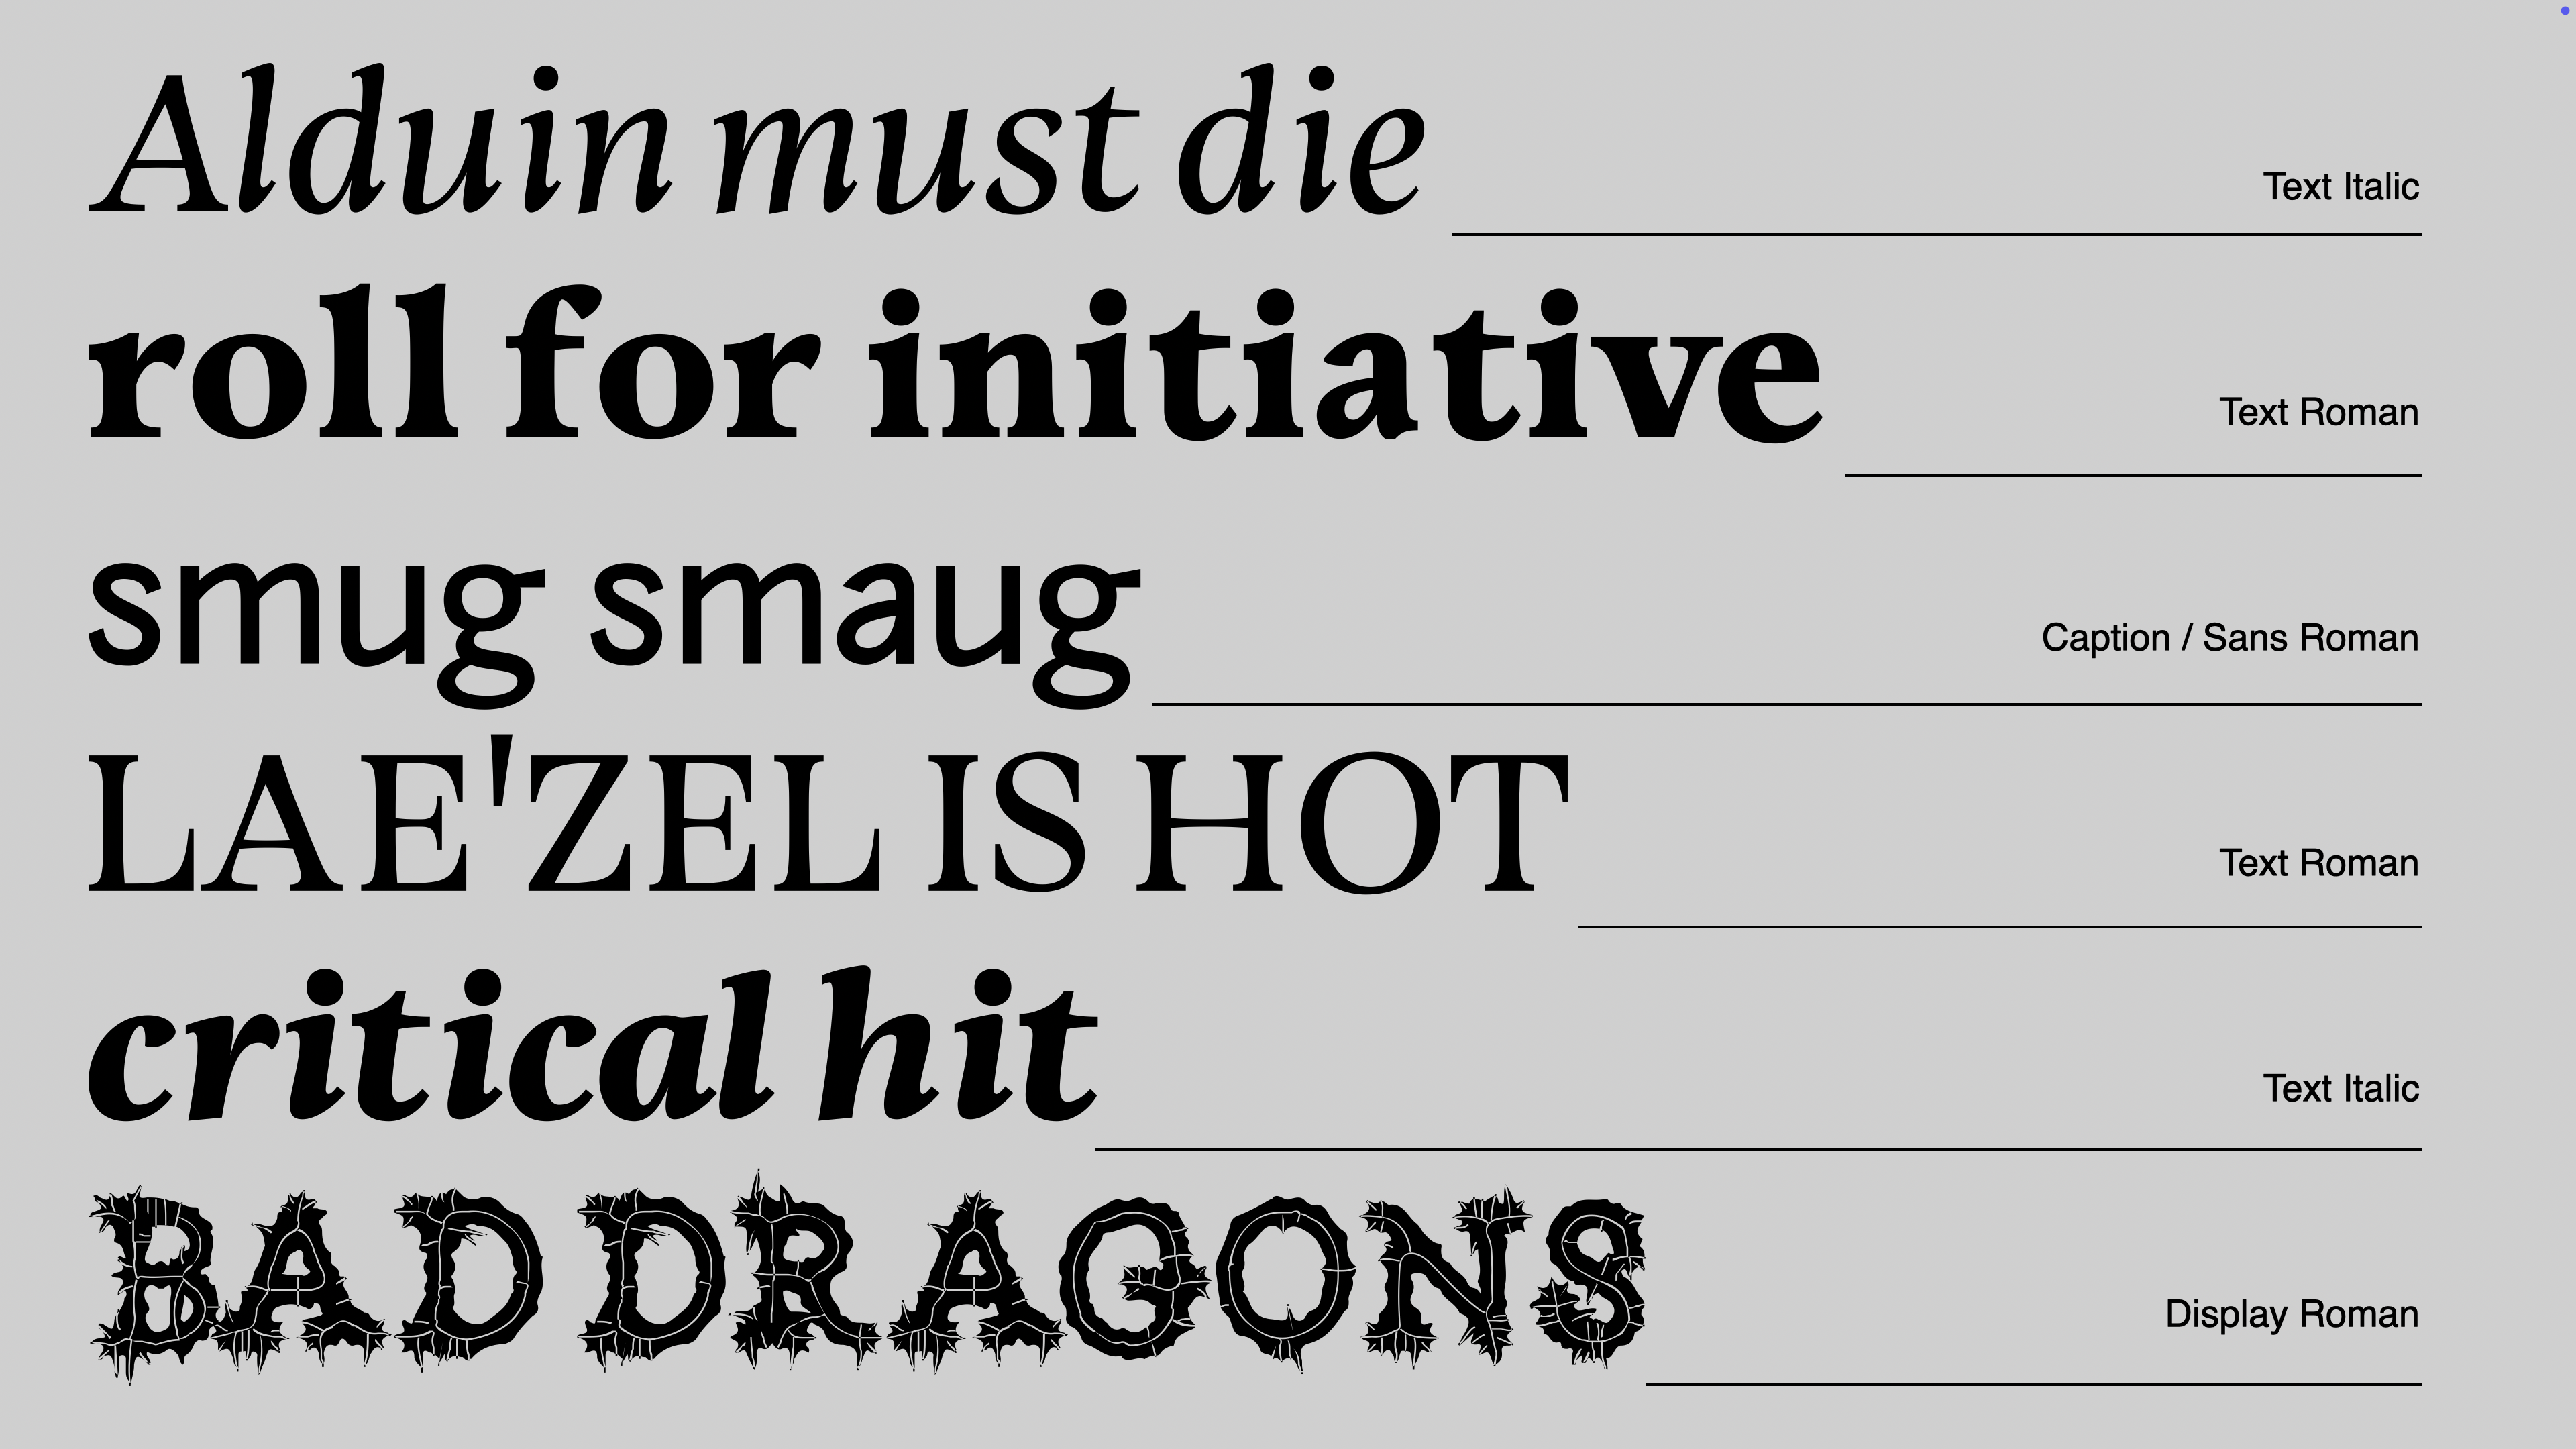 Alduin must die Text Italic
roll for initiative Text Roman
smug smaug Caption / Sans Roman
LAE'ZEL IS HOT Text Roman
critical hit Text Italic
BAD DRAGONS Display Roman